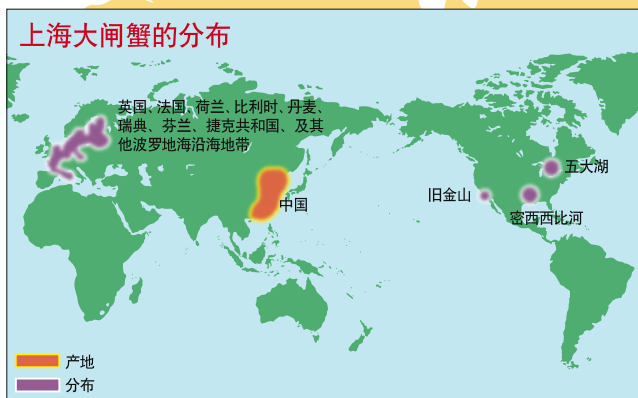 上海大闸蟹的分布
英国、法国、荷兰、比利时、丹麦、
瑞典、芬兰、捷克共和国、及其
他波罗地海沿海地带
中国
旧金山
五大湖
密西西比河
产地
分布